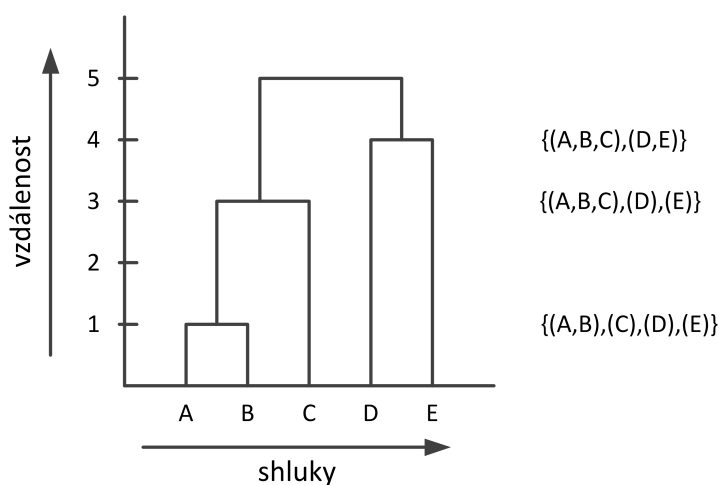 5
4
3
2
1
vzdálenost
{(A,B,C),(D,E)}
{(A,B,C),(D),(E)}
{(A,B),(C),(D),(E)}
A B C D E
shluky